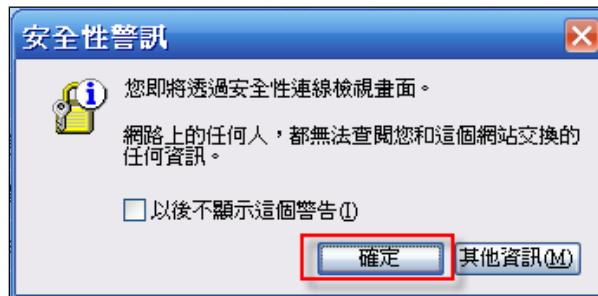 安全性警訊
您即將透過安全性連線檢視畫面。
網路上的任何人，都無法查閱您和這個網站交換的
任何資訊。
以後不顯示這個警告(I)
確定
其他資訊(M)